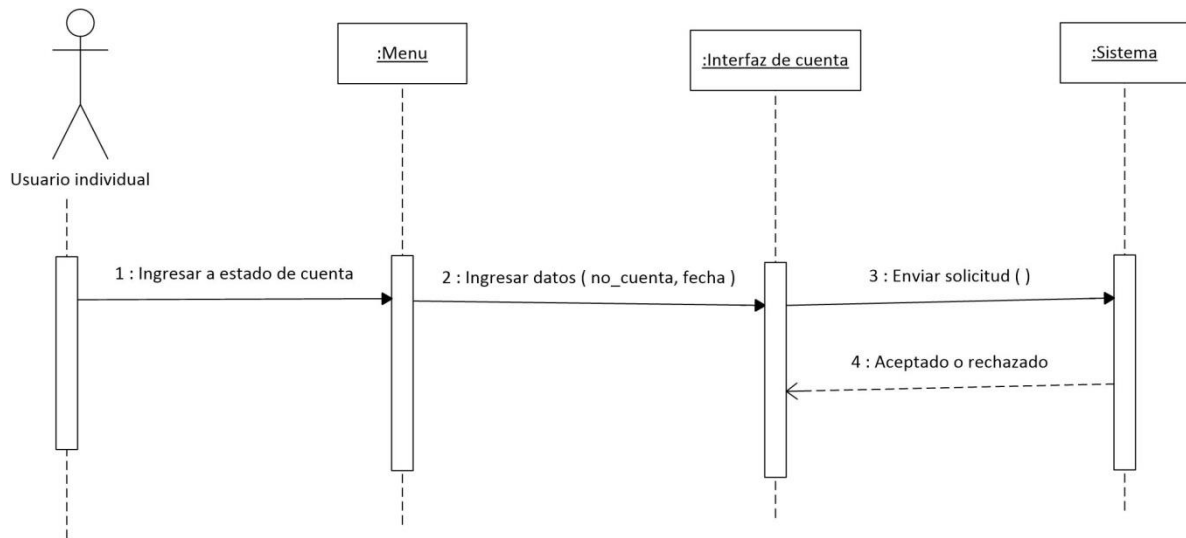 :Menu
:Interfaz de cuenta
:Sistema
Usuario individual
1 : Ingresar a estado de cuenta
2 : Ingresar datos ( no_cuenta, fecha )
3 : Enviar solicitud ( )
4 : Aceptado o rechazado